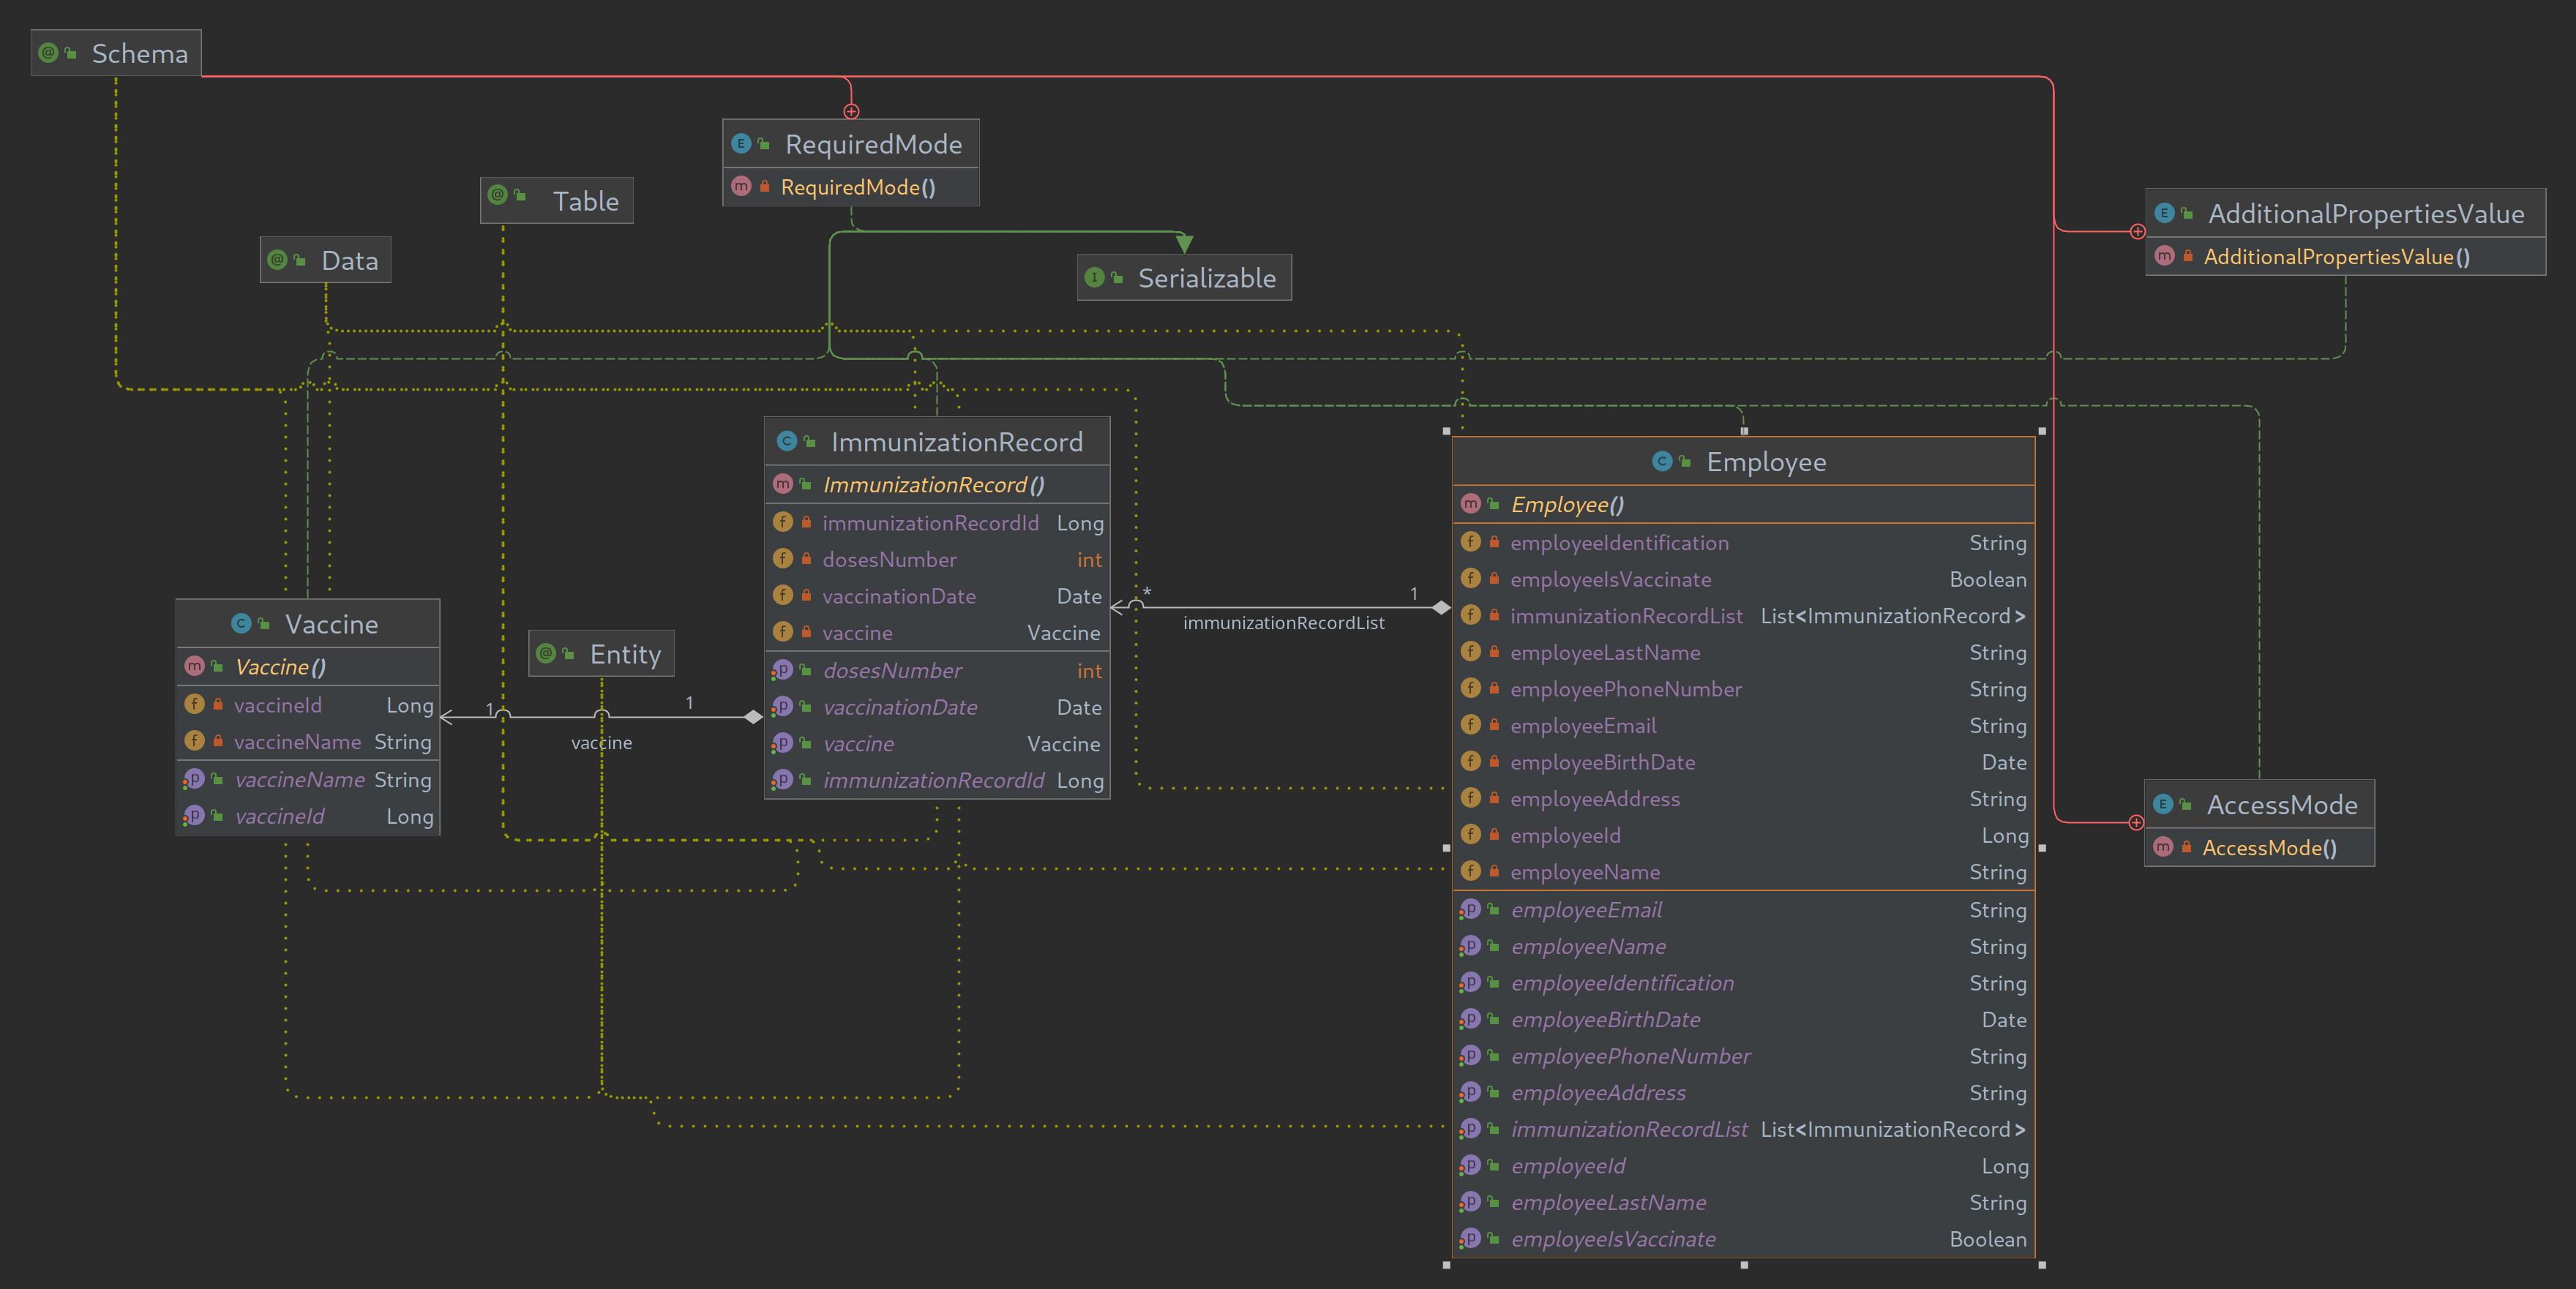 Schema
RequiredMode
RequiredMode()
Table
AdditionalPropertiesValue
AdditionalPropertiesValue()
Data
Serializable
ImmunizationRecord
ImmunizationRecord()
immunizationRecordId Long
dosesNumber int
vaccinationDate Date
vaccine Vaccine
dosesNumber int
vaccinationDate Date
vaccine Vaccine
immunizationRecordId Long
* 1
immunizationRecordList
Vaccine
Vaccine()
vaccineId Long
vaccineName String
vaccineName String
vaccineId Long
Entity
1 1
vaccine
Employee
Employee()
employeeIdentification String
employeeIsVaccinate Boolean
immunizationRecordList List<ImmunizationRecord>
employeeLastName String
employeePhoneNumber String
employeeEmail String
employeeBirthDate Date
employeeAddress String
employeeId Long
employeeName String
employeeEmail String
employeeName String
employeeIdentification String
employeeBirthDate Date
employeePhoneNumber String
employeeAddress String
immunizationRecordList List<ImmunizationRecord>
employeeId Long
employeeLastName String
employeeIsVaccinate Boolean
AccessMode
AccessMode()